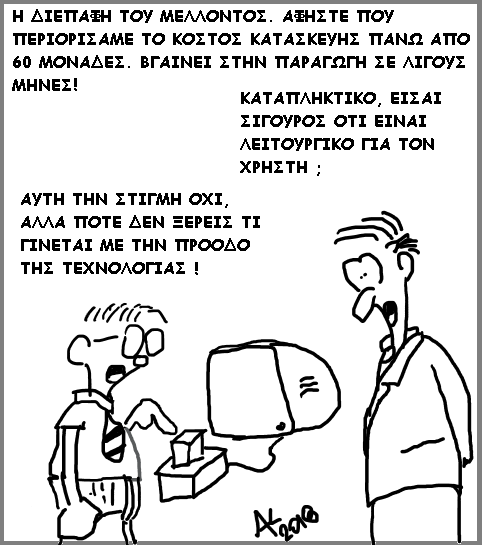 Η ΔΙΕΠΑΦΗ ΤΟΥ ΜΕΛΛΟΝΤΟΣ. ΑΦΗΣΤΕ ΠΟΥ
ΠΕΡΙΟΡΙΣΑΜΕ ΤΟ ΚΟΣΤΟΣ ΚΑΤΑΣΚΕΥΗΣ ΠΑΝΩ ΑΠΟ
60 ΜΟΝΑΔΕΣ. ΒΓΑΙΝΕΙ ΣΤΗΝ ΠΑΡΑΓΩΓΗ ΣΕ ΛΙΓΟΥΣ
ΜΗΝΕΣ!
ΚΑΤΑΠΛΗΚΤΙΚΟ, ΕΙΣΑΙ
ΣΙΓΟΥΡΟΣ ΟΤΙ ΕΙΝΑΙ
ΛΕΙΤΟΥΡΓΙΚΟ ΓΙΑ ΤΟΝ
ΧΡΗΣΤΗ ;
ΑΥΤΗ ΤΗΝ ΣΤΙΓΜΗ ΟΧΙ,
ΑΛΛΑ ΠΟΤΕ ΔΕΝ ΞΕΡΕΙΣ ΤΙ
ΓΙΝΕΤΑΙ ΜΕ ΤΗΝ ΠΡΟΟΔΟ
ΤΗΣ ΤΕΧΝΟΛΟΓΙΑΣ !